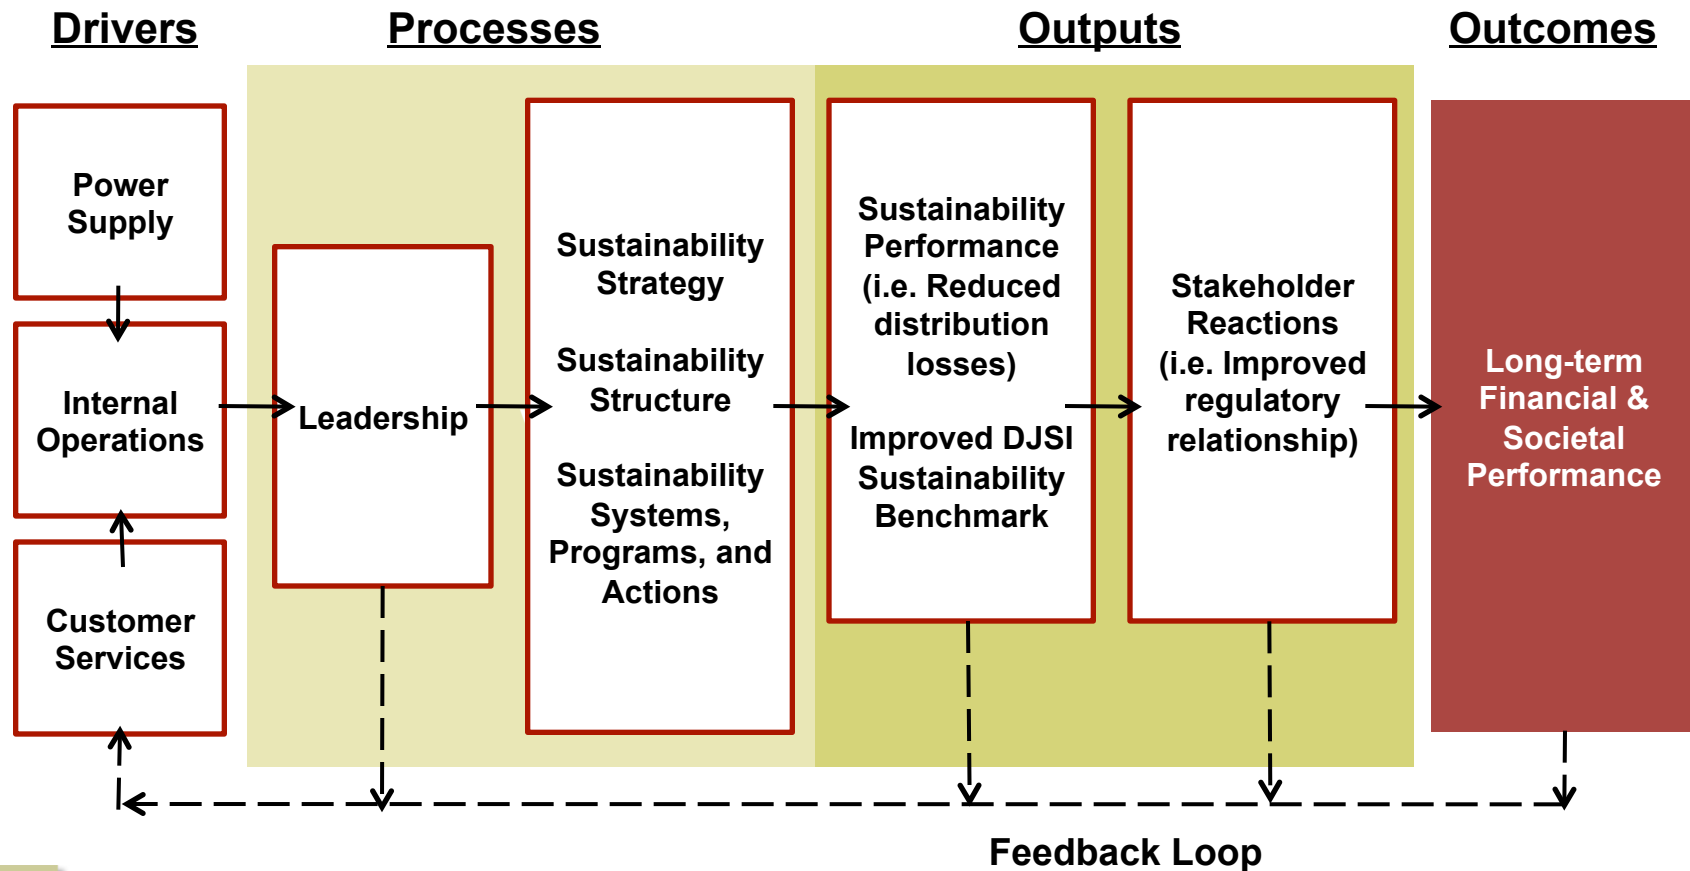 Drivers
Processes
Outputs
Outcomes
Power
Supply
Internal
Operations
Customer
Services
Leadership
Sustainability
Strategy
Sustainability
Structure
Sustainability
Systems,
Programs, and
Actions
Sustainability
Performance
(i.e. Reduced
distribution
losses)
Improved DJSI
Sustainability
Benchmark
Stakeholder
Reactions
(i.e. Improved
regulatory
relationship)
Long-term
Financial &
Societal
Performance
Feedback Loop